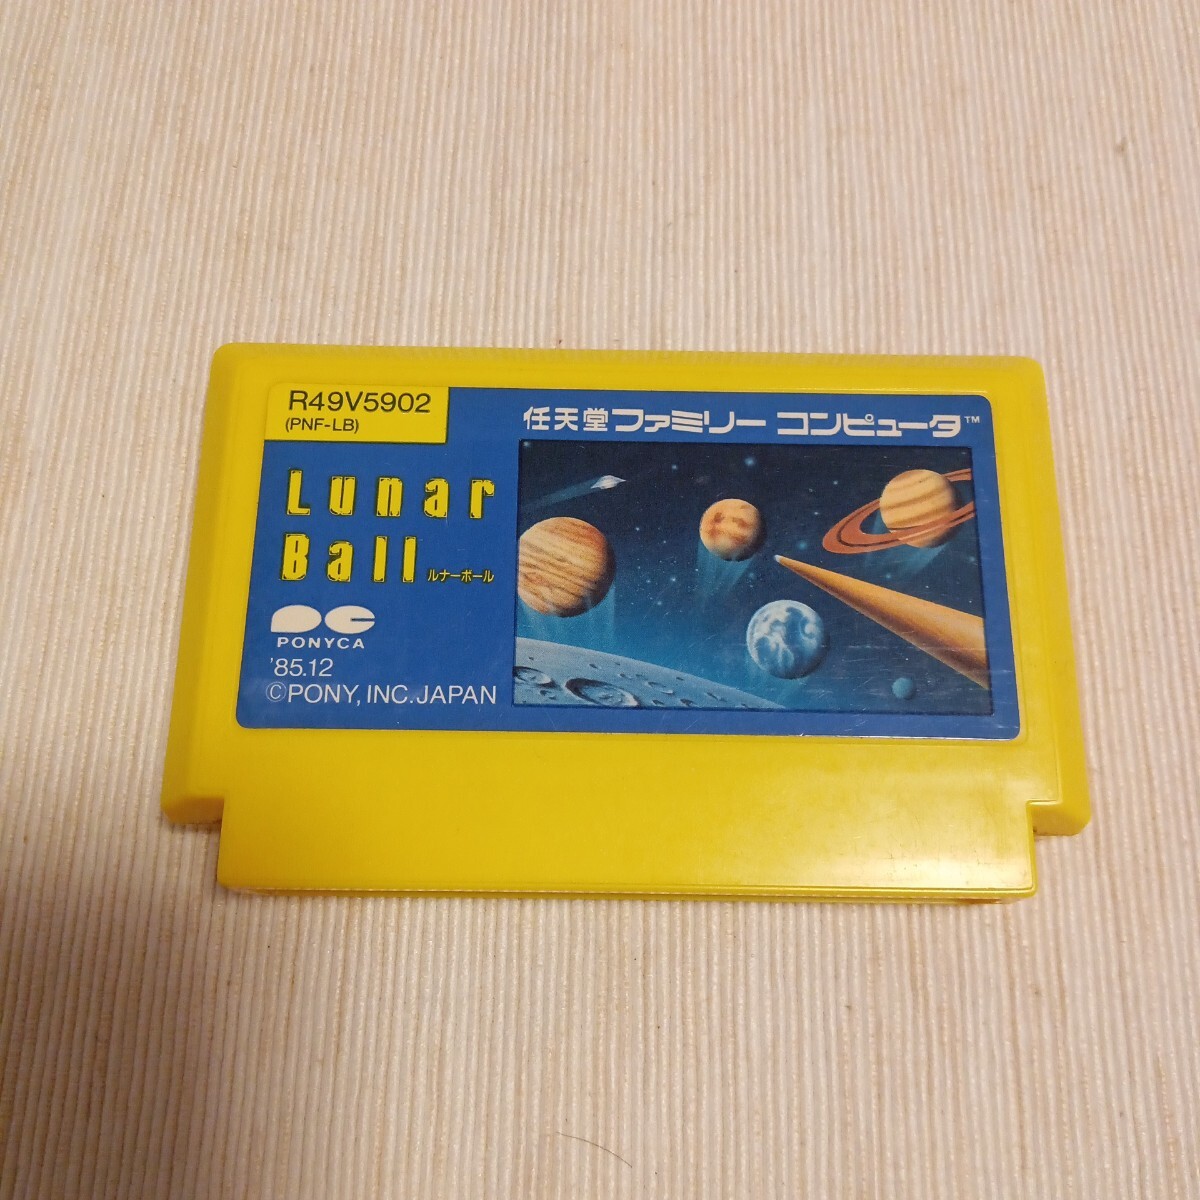 R49V5902
(PNF-LB)
任天堂 ファミリー コンピュータ™
Lunar
Ball ルナーボール
PONYCA
'85.12
©PONY, INC. JAPAN